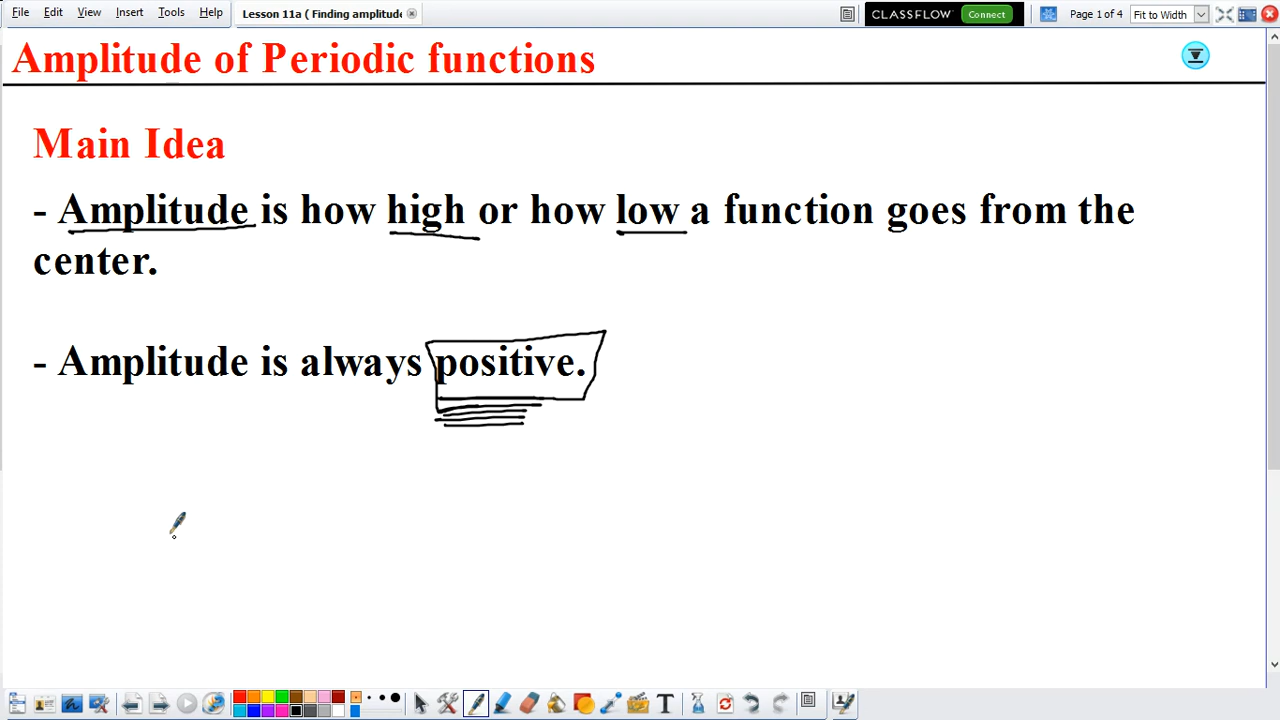 File Edit View Insert Tools Help Lesson 11a ( Finding amplitude CLASSFLOW Connect Page 1 of 4 Fit to Width
Amplitude of Periodic functions
Main Idea
- Amplitude is how high or how low a function goes from the
center.
- Amplitude is always positive.
T